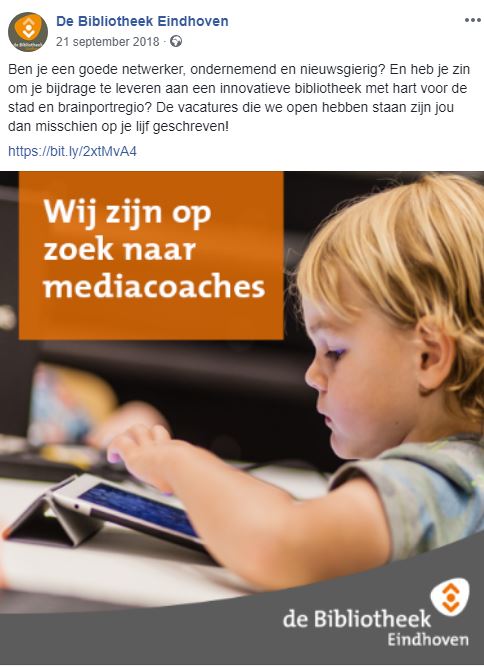 De Bibliotheek Eindhoven
21 september 2018 ·
de Bibliotheek
Ben je een goede netwerker, ondernemend en nieuwsgierig? En heb je zin
om je bijdrage te leveren aan een innovatieve bibliotheek met hart voor de
stad en brainportregio? De vacatures die we open hebben staan zijn jou
dan misschien op je lijf geschreven!
https://bit.ly/2xtMvA4
Wij zijn op
zoek naar
mediacoaches
de Bibliotheek
Eindhoven